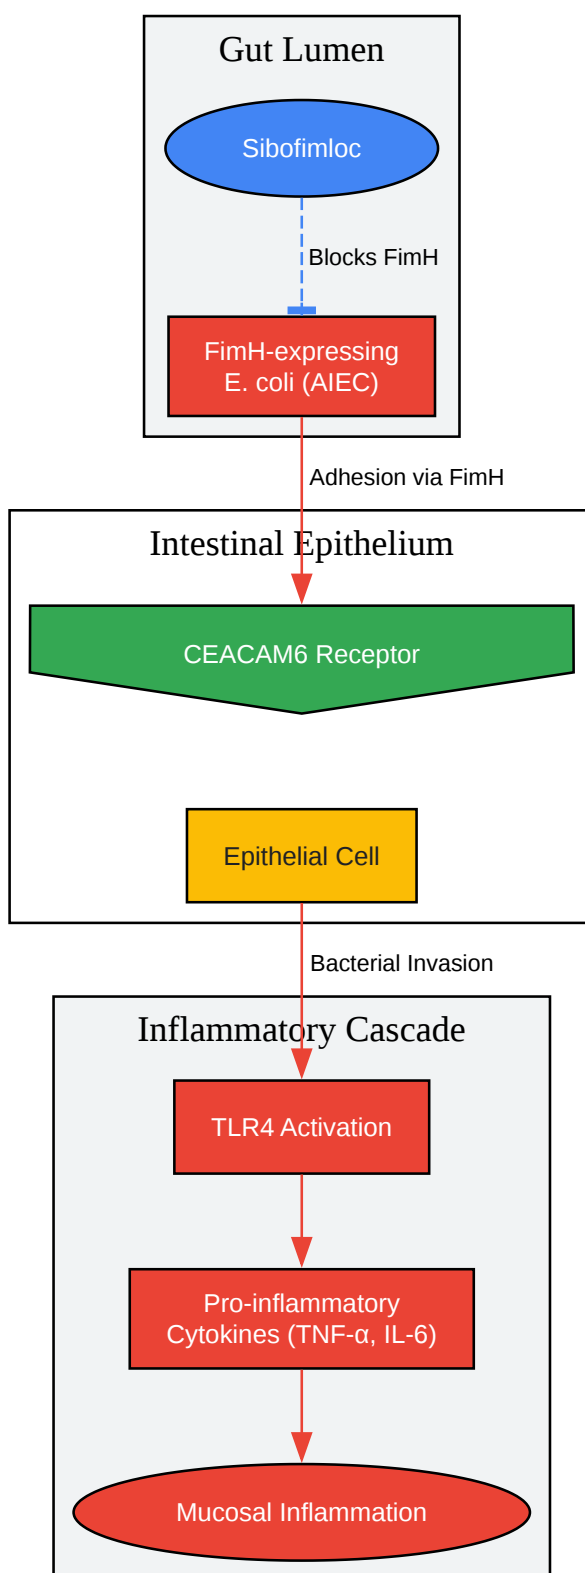 Gut Lumen
Sibofimloc
Blocks FimH
FimH-expressing
E. coli (AIEC)
Adhesion via FimH
Intestinal Epithelium
CEACAM6 Receptor
Epithelial Cell
Bacterial Invasion
Inflammatory Cascade
TLR4 Activation
Pro-inflammatory
Cytokines (TNF-α, IL-6)
Mucosal Inflammation